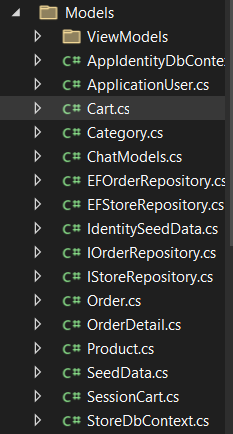 Models
ViewModels
C# AppIdentityDbConte
C# ApplicationUser.cs
C# Cart.cs
C# Category.cs
C# ChatModels.cs
C# EFOrderRepository.cs
C# EFStoreRepository.cs
C# IdentitySeedData.cs
C# IOrderRepository.cs
C# IStoreRepository.cs
C# Order.cs
C# OrderDetail.cs
C# Product.cs
C# SeedData.cs
C# SessionCart.cs
C# StoreDbContext.cs